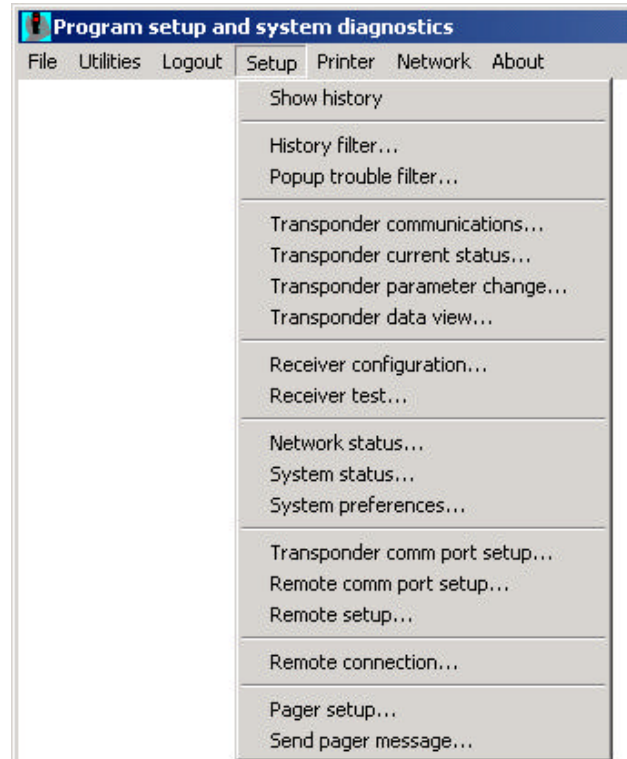 Program setup and system diagnostics
File Utilities Logout Setup Printer Network About
Show history
History filter...
Popup trouble filter...
Transponder communications...
Transponder current status...
Transponder parameter change...
Transponder data view...
Receiver configuration...
Receiver test...
Network status...
System status...
System preferences...
Transponder comm port setup...
Remote comm port setup...
Remote setup...
Remote connection...
Pager setup...
Send pager message...